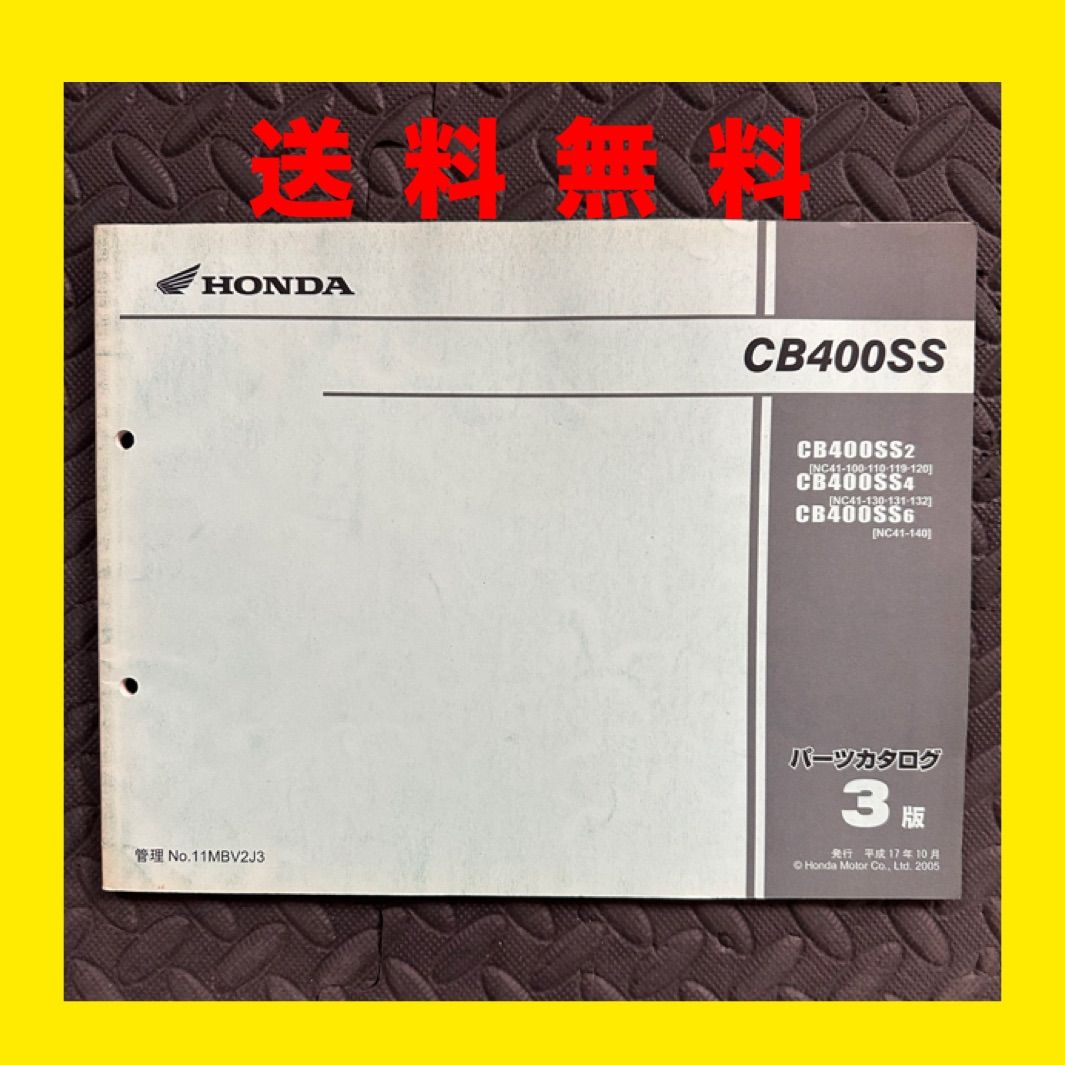 送料無料
HONDA
CB400SS
CB400SS2
[NC41-100·110·119·120]
CB400SS4
[NC41-130·131·132]
CB400SS6
[NC41-140]
パーツカタログ
3版
管理 No.11MBV2J3
発行 平成17年10月
© Honda Motor Co., Ltd. 2005